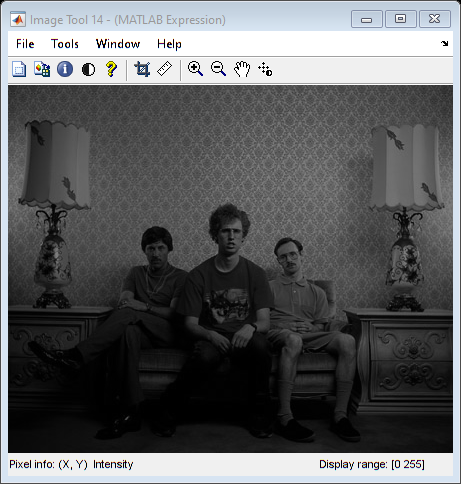 Image Tool 14 - (MATLAB Expression)
File Tools Window Help
Pixel info: (X, Y) Intensity Display range: [0 255]